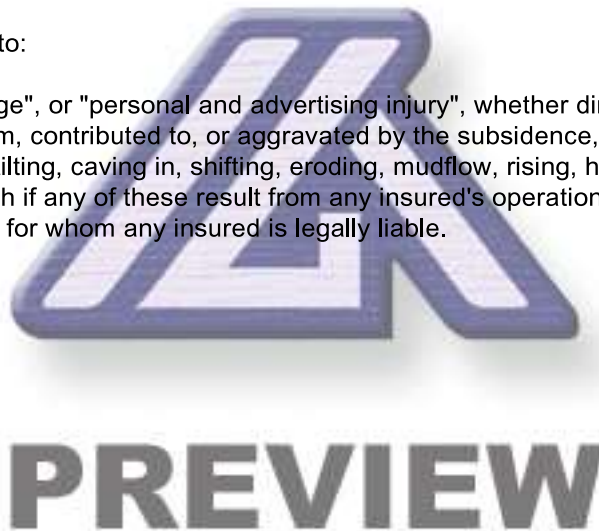 to:
ge", or "personal and advertising injury", whether di
m, contributed to, or aggravated by the subsidence,
tilting, caving in, shifting, eroding, mudflow, rising, h
h if any of these result from any insured's operation
for whom any insured is legally liable.
PREVIEW